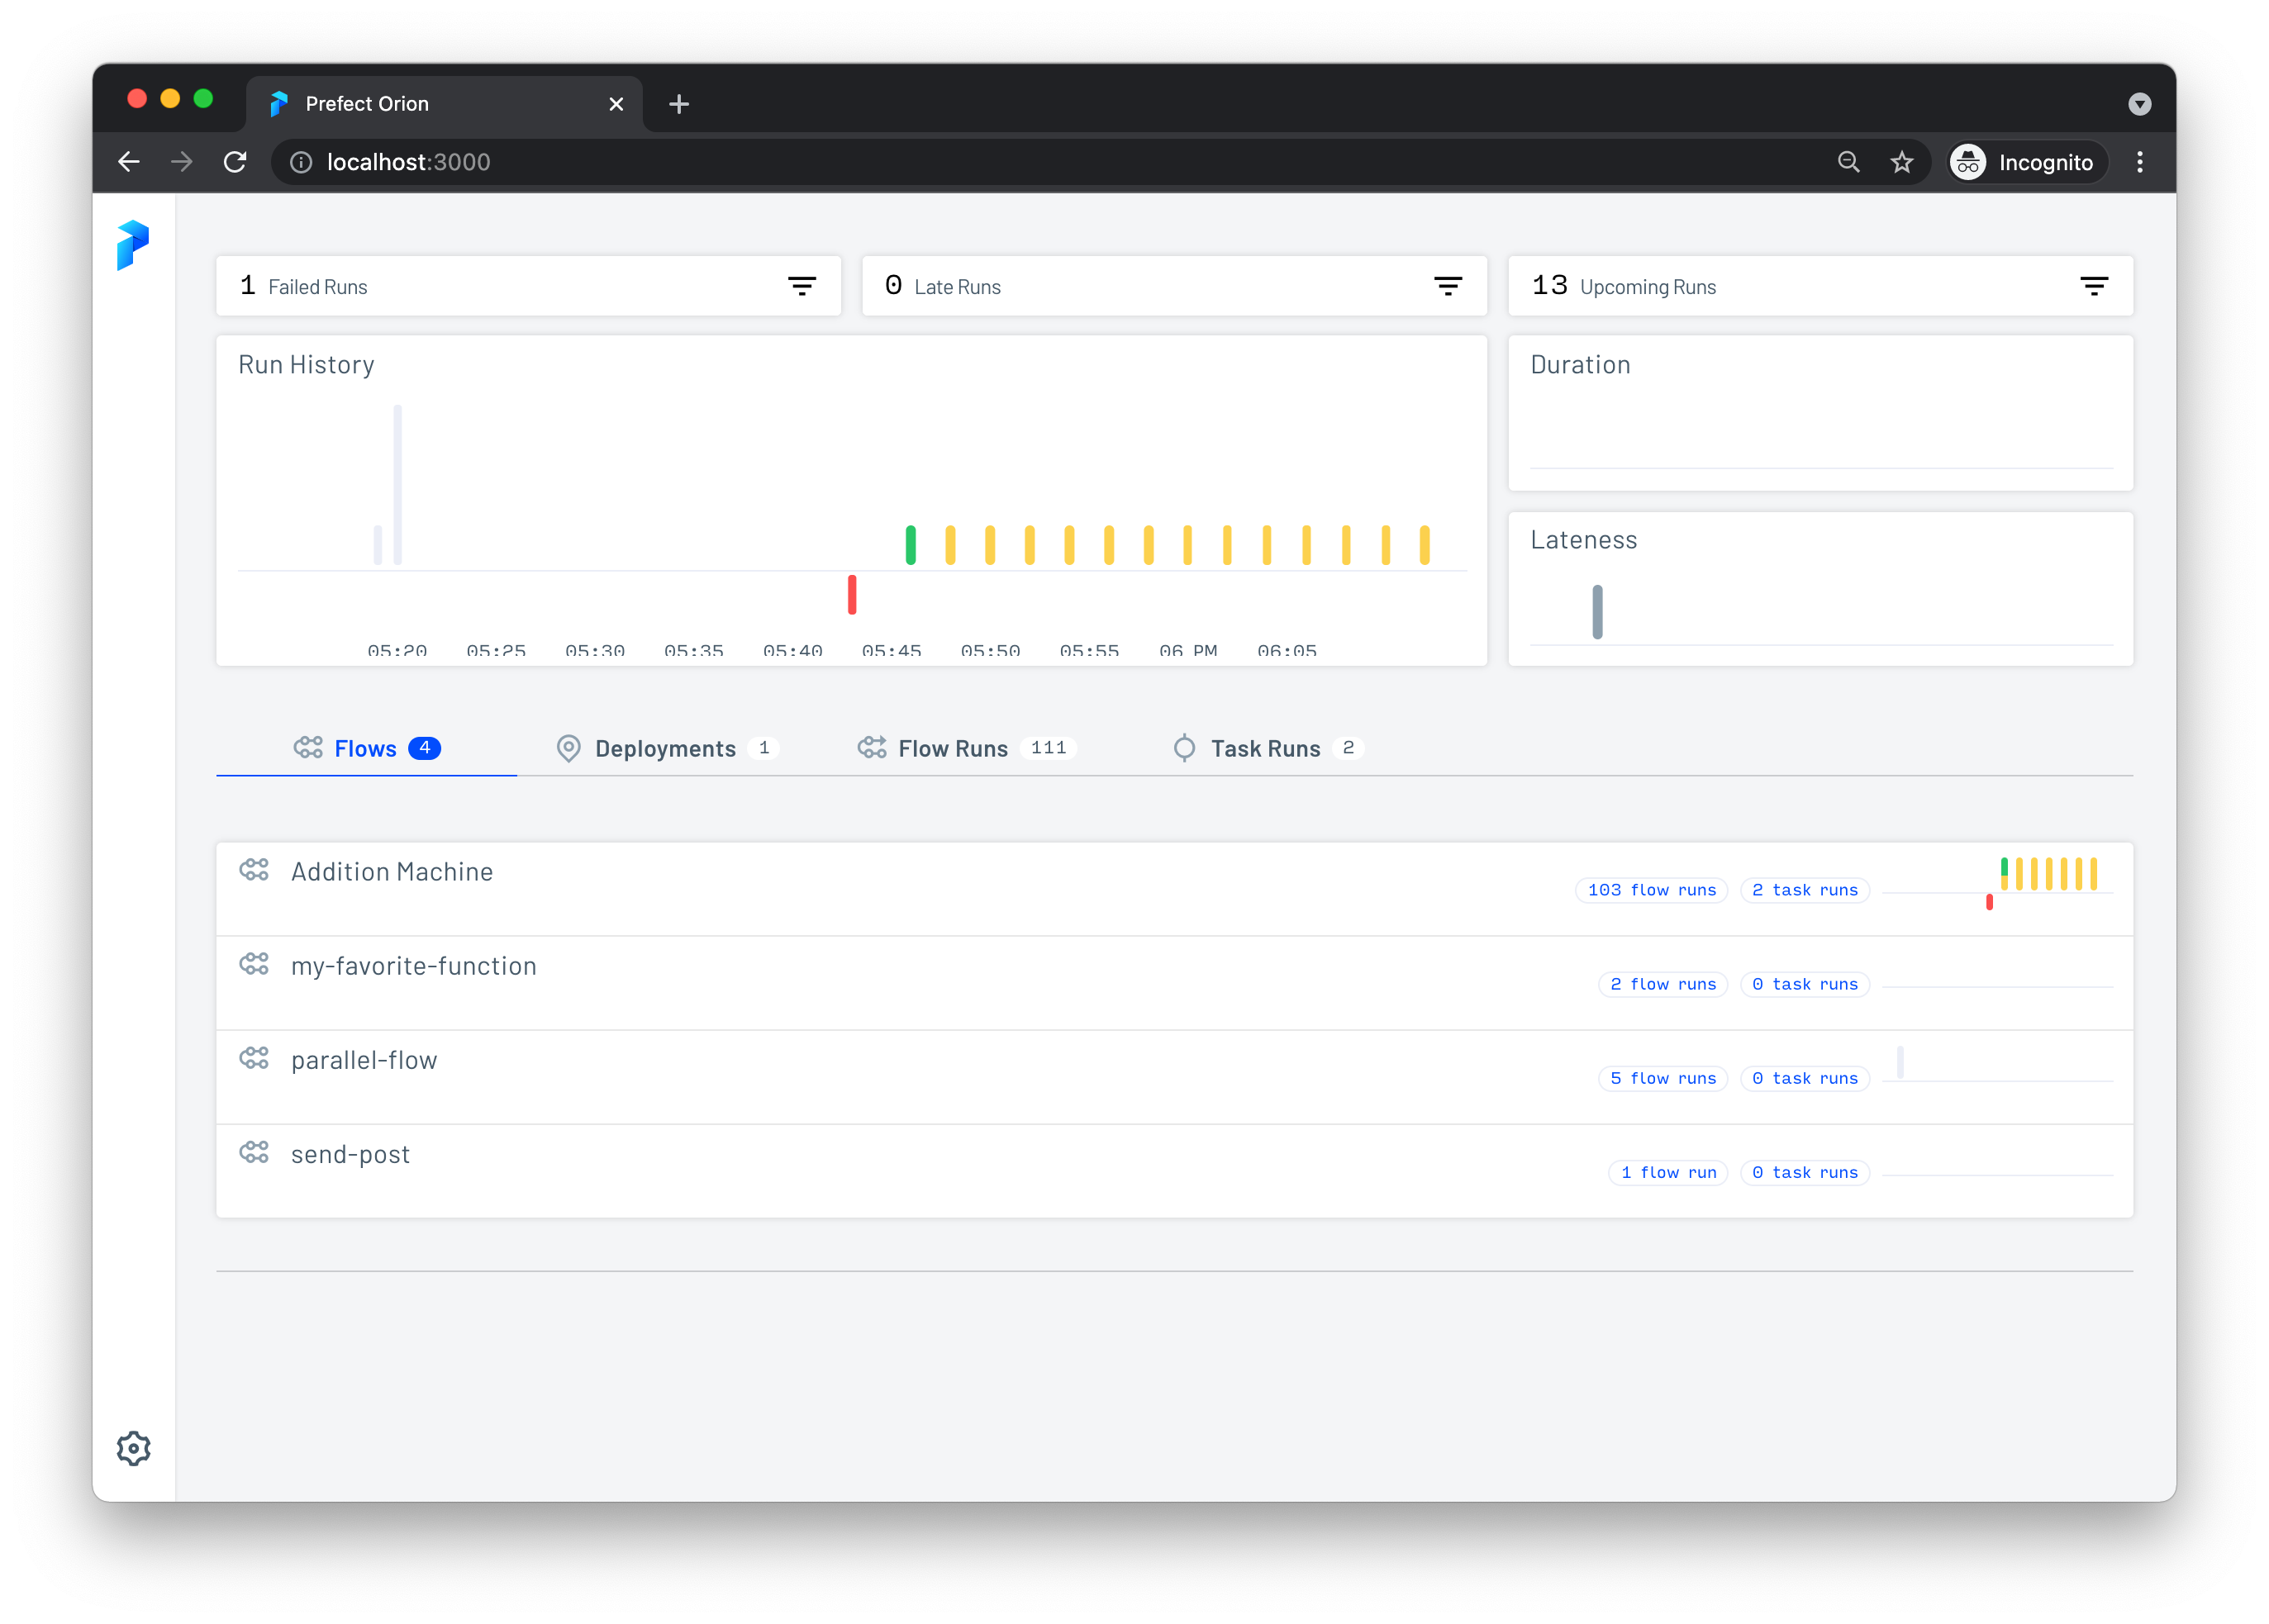 Prefect Orion
localhost:3000
Incognito
1 Failed Runs
0 Late Runs
13 Upcoming Runs
Run History
Duration
Lateness
05:20 05:25 05:30 05:35 05:40 05:45 05:50 05:55 06 PM 06:05
Flows 4
Deployments 1
Flow Runs 111
Task Runs 2
Addition Machine
103 flow runs 2 task runs
my-favorite-function
2 flow runs 0 task runs
parallel-flow
5 flow runs 0 task runs
send-post
1 flow run 0 task runs